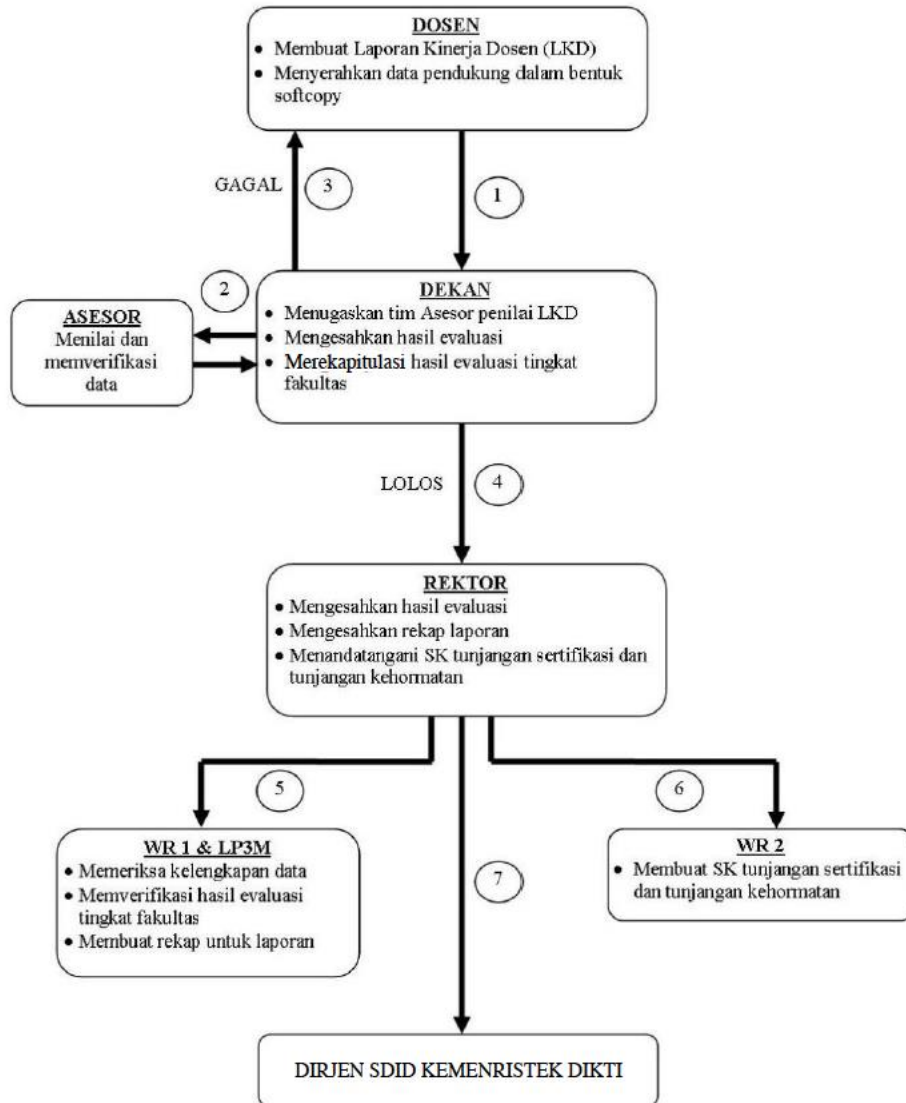 DOSEN
• Membuat Laporan Kinerja Dosen (LKD)
• Menyerahkan data pendukung dalam bentuk
softcopy
GAGAL
3
1
2
ASESOR
Menilai dan
memverifikasi
data
DEKAN
• Menugaskan tim Asesor penilai LKD
• Mengesahkan hasil evaluasi
• Merekapitulasi hasil evaluasi tingkat
fakultas
LOLOS
4
REKTOR
• Mengesahkan hasil evaluasi
• Mengesahkan rekap laporan
• Menandatangani SK tunjangan sertifikasi dan
tunjangan kehormatan
5
6
WR 1 & LP3M
• Memeriksa kelengkapan data
• Memverifikasi hasil evaluasi
tingkat fakultas
• Membuat rekap untuk laporan
7
WR 2
• Membuat SK tunjangan sertifikasi
dan tunjangan kehormatan
DIRJEN SDID KEMENRISTEK DIKTI